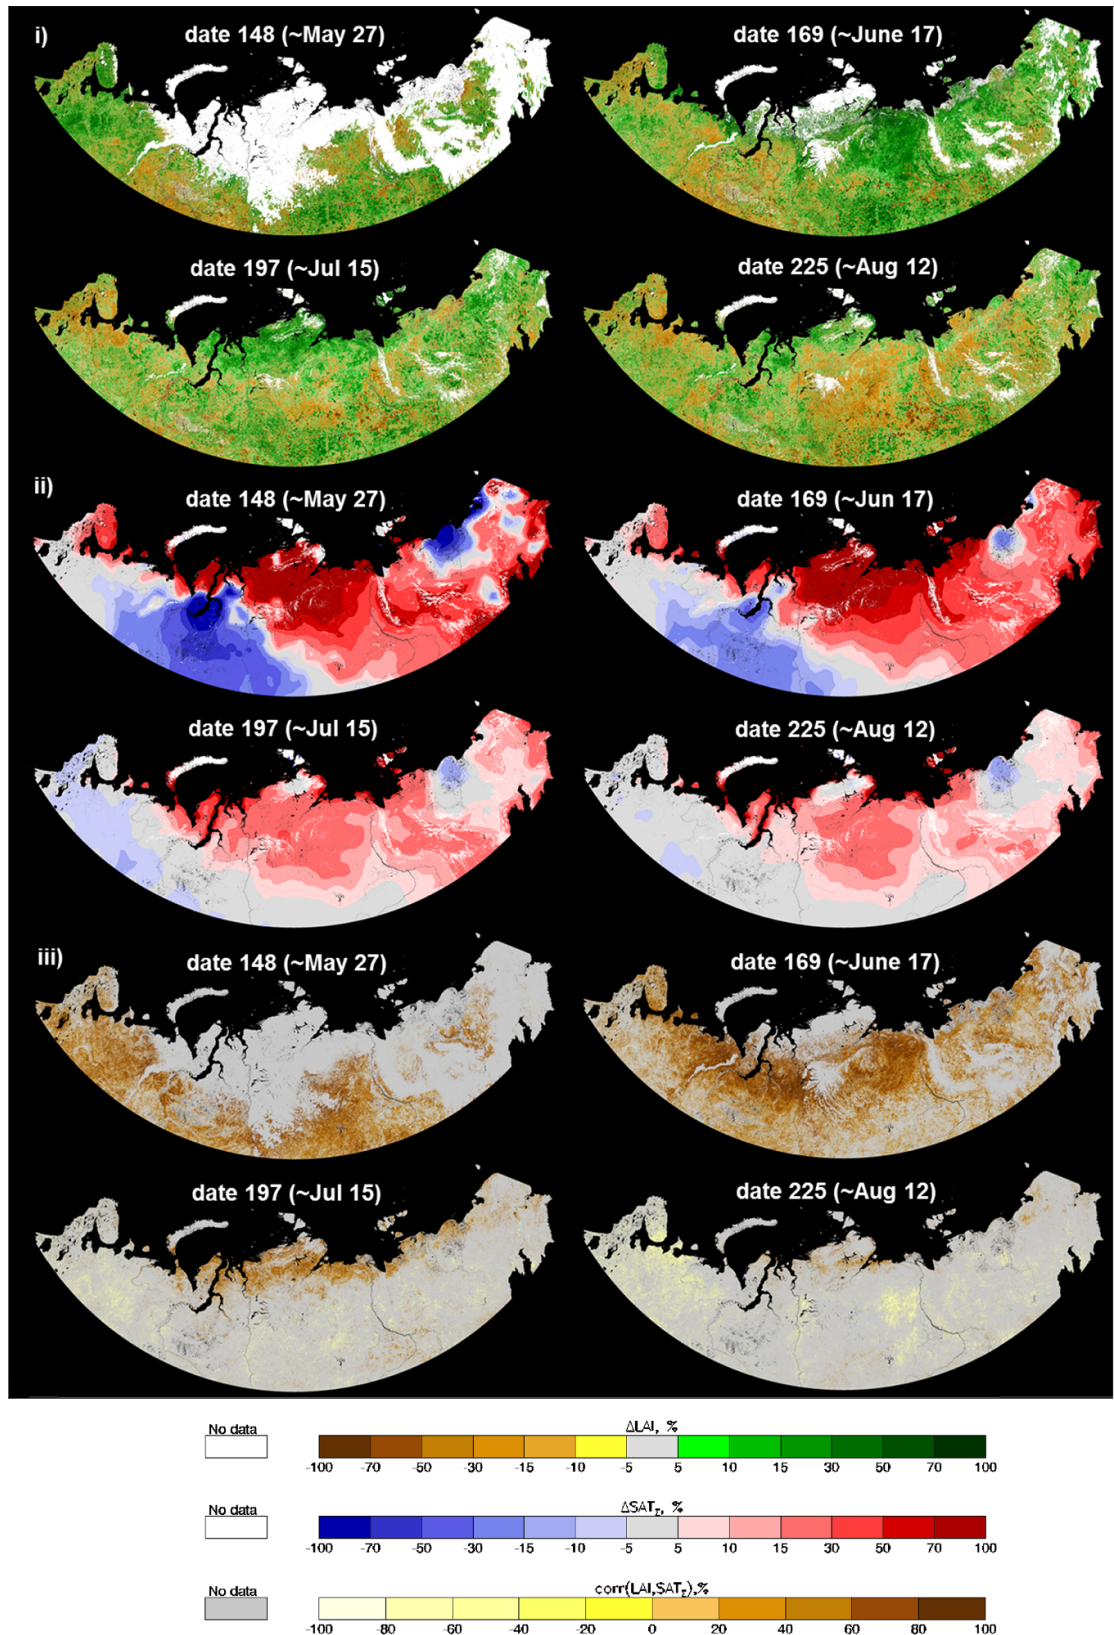 i)
date 148 (~May 27)
date 169 (~June 17)
date 197 (~Jul 15)
date 225 (~Aug 12)
ii)
date 148 (~May 27)
date 169 (~Jun 17)
date 197 (~Jul 15)
date 225 (~Aug 12)
iii)
date 148 (~May 27)
date 169 (~June 17)
date 197 (~Jul 15)
date 225 (~Aug 12)
No data
ΔLAI, %
-100 -70 -50 -30 -15 -10 -5 5 10 15 30 50 70 100
No data
ΔSAT_Σ, %
-100 -70 -50 -30 -15 -10 -5 5 10 15 30 50 70 100
No data
corr(LAI,SAT_Σ),%
-100 -80 -60 -40 -20 0 20 40 60 80 100